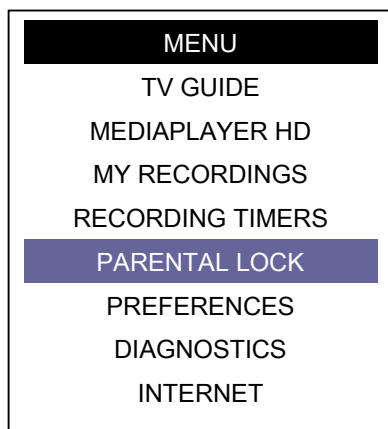 MENU
TV GUIDE
MEDIAPLAYER HD
MY RECORDINGS
RECORDING TIMERS
PARENTAL LOCK
PREFERENCES
DIAGNOSTICS
INTERNET